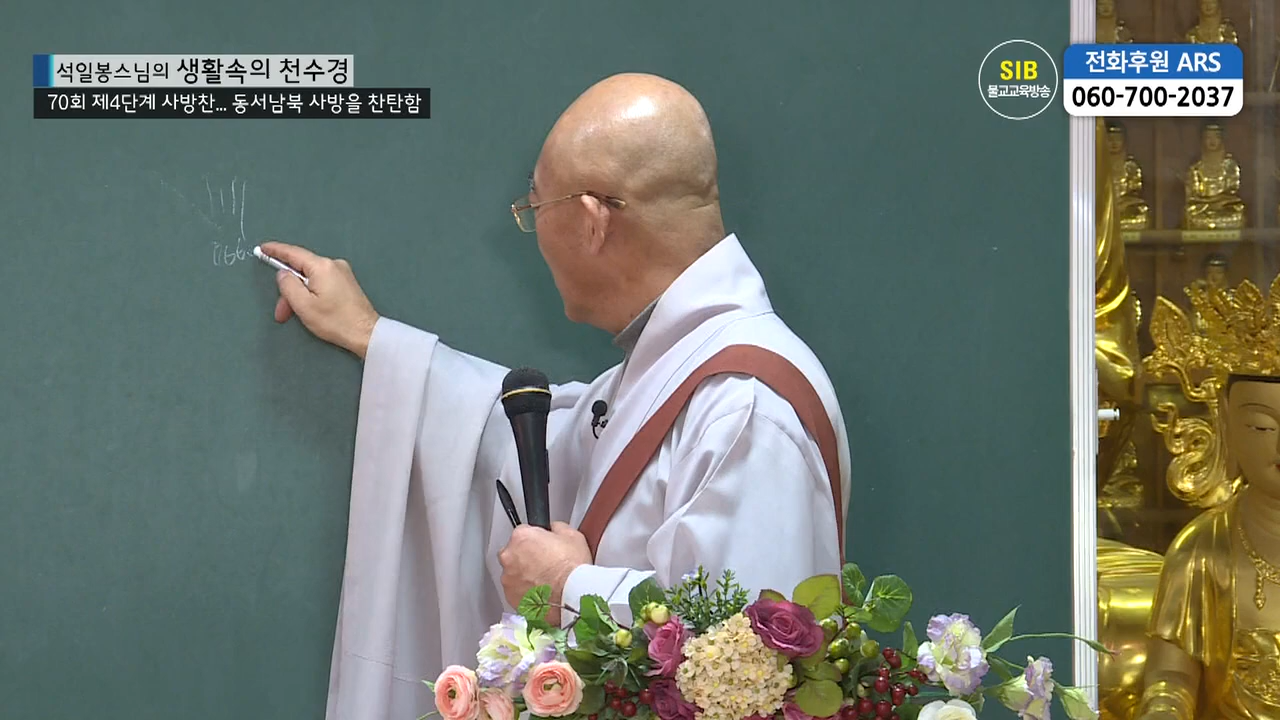 석일봉스님의 생활속의 천수경
70회 제4단계 사방찬... 동서남북 사방을 찬탄함
SIB
불교교육방송
전화후원 ARS
060-700-2037